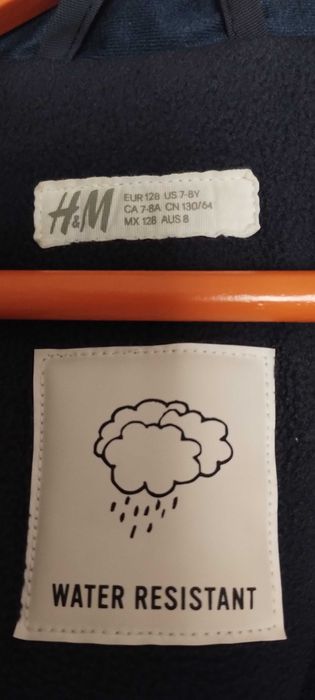 H&M
EUR 128 US 7-8Y
CA 7-8A CN 130/64
MX 128 AUS 8
WATER RESISTANT